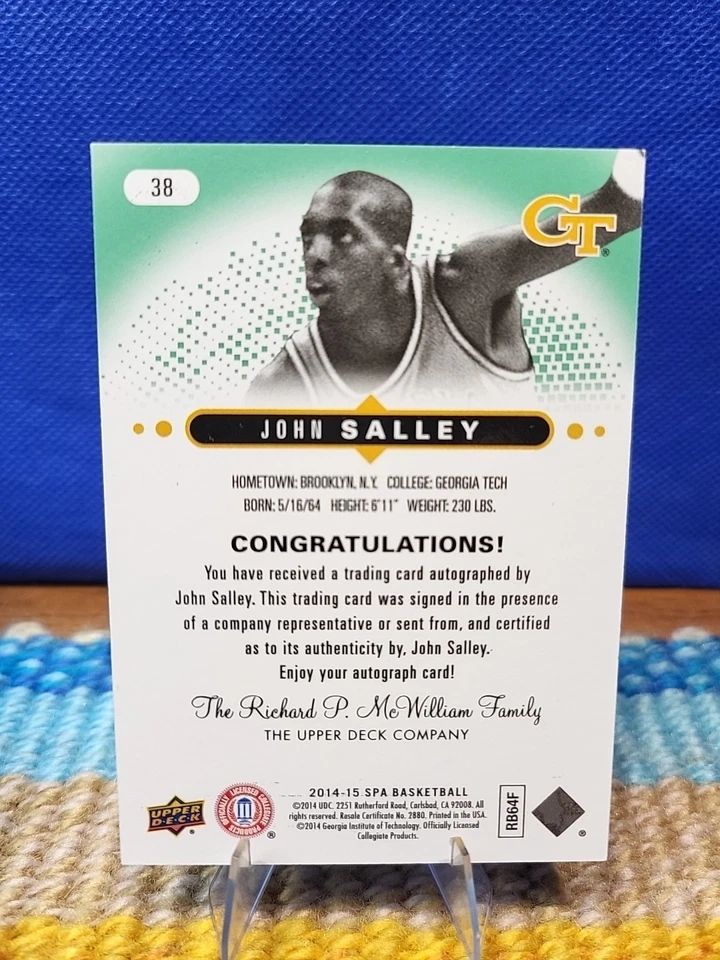 38
GT®
JOHN SALLEY
HOMETOWN: BROOKLYN, N.Y. COLLEGE: GEORGIA TECH
BORN: 5/16/64 HEIGHT: 6'11" WEIGHT: 230 LBS.
CONGRATULATIONS!
You have received a trading card autographed by
John Salley. This trading card was signed in the presence
of a company representative or sent from, and certified
as to its authenticity by, John Salley.
Enjoy your autograph card!
The Richard P. McWilliam Family
THE UPPER DECK COMPANY
2014-15 SPA BASKETBALL
©2014 UDC. 2251 Rutherford Road, Carlsbad, CA 92008. All
rights reserved. Resale Certificate No. 2880. Printed in the USA.
©2014 Georgia Institute of Technology. Officially Licensed
Collegiate Products.
UPPER
DECK®
OFFICIALLY LICENSED COLLEGIATE PRODUCTS®
RB64F
®